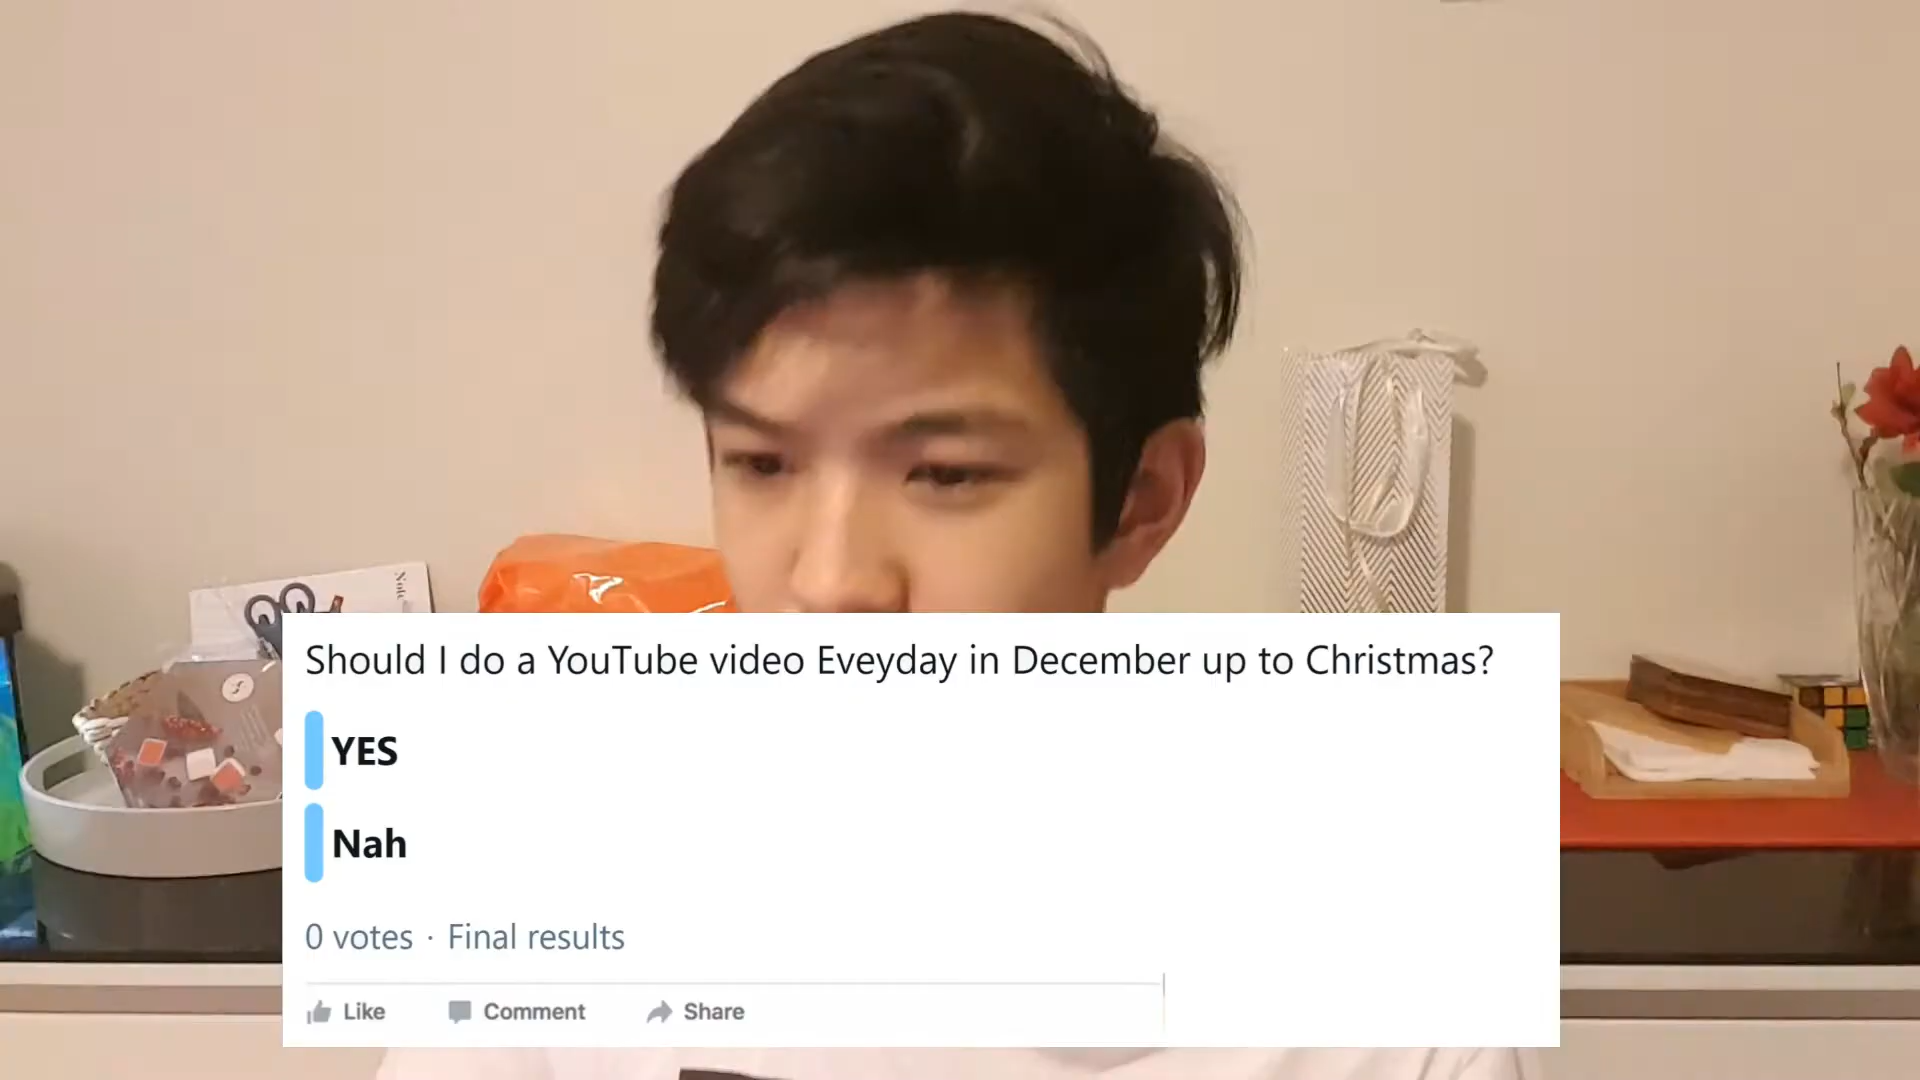 Note
Should I do a YouTube video Eveyday in December up to Christmas?
YES
Nah
0 votes · Final results
Like Comment Share